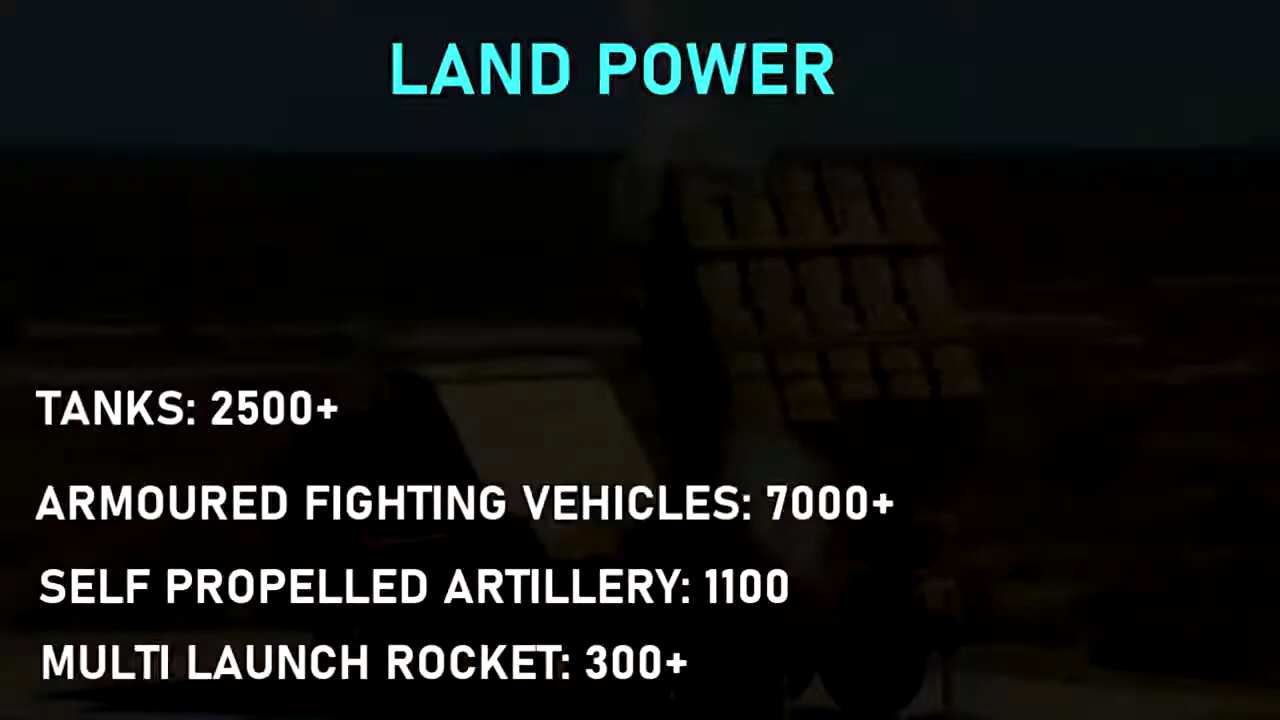 LAND POWER
TANKS: 2500+
ARMOURED FIGHTING VEHICLES: 7000+
SELF PROPELLED ARTILLERY: 1100
MULTI LAUNCH ROCKET: 300+